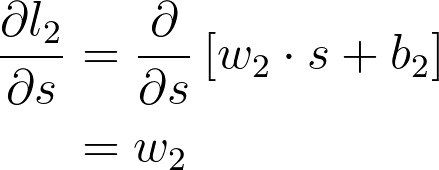 ∂l₂/∂s = ∂/∂s [w₂ · s + b₂]
= w₂